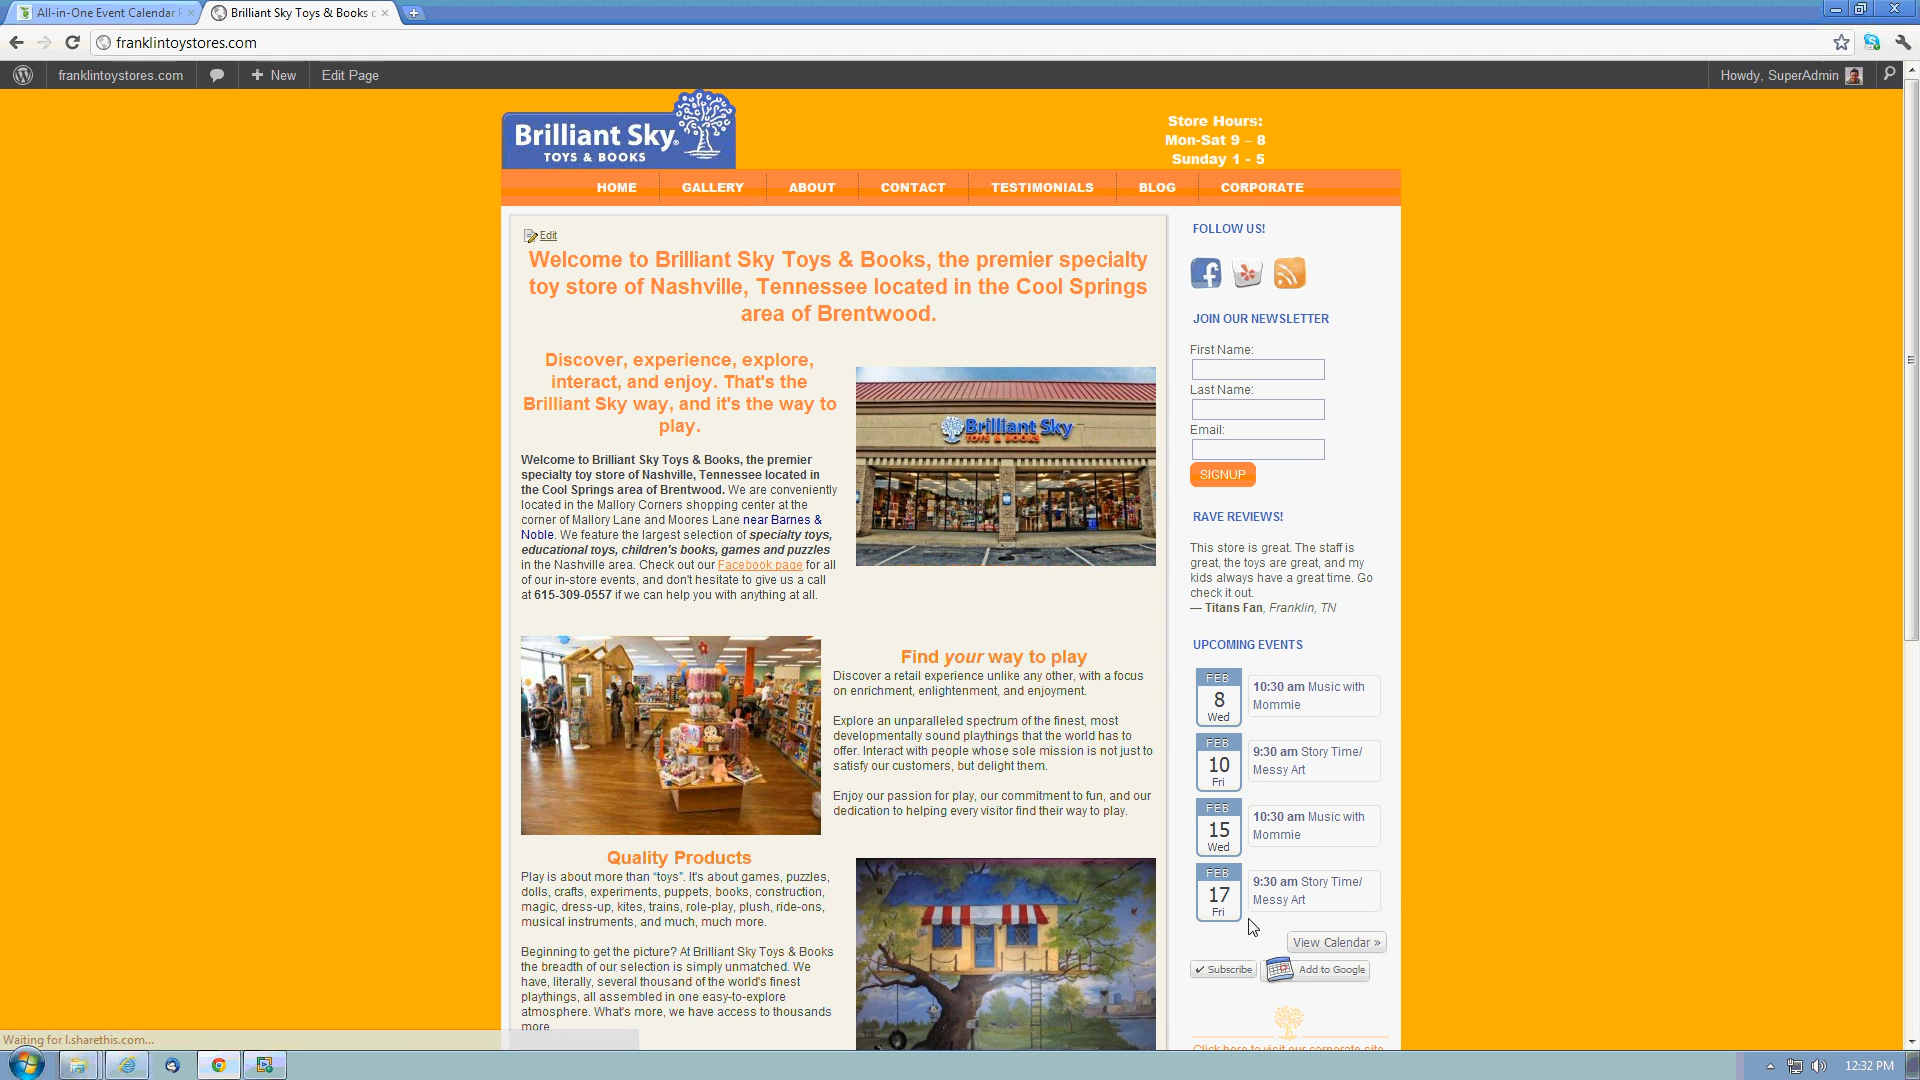 All-in-One Event Calendar
Brilliant Sky Toys & Books
franklintoystores.com
franklintoystores.com
New
Edit Page
Howdy, SuperAdmin
Brilliant Sky®
TOYS & BOOKS
Store Hours:
Mon-Sat 9 – 8
Sunday 1 - 5
HOME
GALLERY
ABOUT
CONTACT
TESTIMONIALS
BLOG
CORPORATE
Edit
Welcome to Brilliant Sky Toys & Books, the premier specialty
toy store of Nashville, Tennessee located in the Cool Springs
area of Brentwood.
Discover, experience, explore,
interact, and enjoy. That's the
Brilliant Sky way, and it's the way to
play.
Welcome to Brilliant Sky Toys & Books, the premier
specialty toy store of Nashville, Tennessee located in
the Cool Springs area of Brentwood. We are conveniently
located in the Mallory Corners shopping center at the
corner of Mallory Lane and Moores Lane near Barnes &
Noble. We feature the largest selection of specialty toys,
educational toys, children's books, games and puzzles
in the Nashville area. Check out our Facebook page for all
of our in-store events, and don't hesitate to give us a call
at 615-309-0557 if we can help you with anything at all.
Brilliant Sky
TOYS & BOOKS
Find your way to play
Discover a retail experience unlike any other, with a focus
on enrichment, enlightenment, and enjoyment.
Explore an unparalleled spectrum of the finest, most
developmentally sound playthings that the world has to
offer. Interact with people whose sole mission is not just to
satisfy our customers, but delight them.
Enjoy our passion for play, our commitment to fun, and our
dedication to helping every visitor find their way to play.
Quality Products
Play is about more than “toys”. It's about games, puzzles,
dolls, crafts, experiments, puppets, books, construction,
magic, dress-up, kites, trains, role-play, plush, ride-ons,
musical instruments, and much, much more.
Beginning to get the picture? At Brilliant Sky Toys & Books
the breadth of our selection is simply unmatched. We
have, literally, several thousand of the world's finest
playthings, all assembled in one easy-to-explore
atmosphere. What's more, we have access to thousands
more
FOLLOW US!
JOIN OUR NEWSLETTER
First Name:
Last Name:
Email:
SIGNUP
RAVE REVIEWS!
This store is great. The staff is
great, the toys are great, and my
kids always have a great time. Go
check it out.
— Titans Fan, Franklin, TN
UPCOMING EVENTS
FEB
8
Wed
10:30 am Music with
Mommie
FEB
10
Fri
9:30 am Story Time/
Messy Art
FEB
15
Wed
10:30 am Music with
Mommie
FEB
17
Fri
9:30 am Story Time/
Messy Art
View Calendar »
✔ Subscribe
Add to Google
Click here to visit our corporate site
Waiting for l.sharethis.com...
12:32 PM